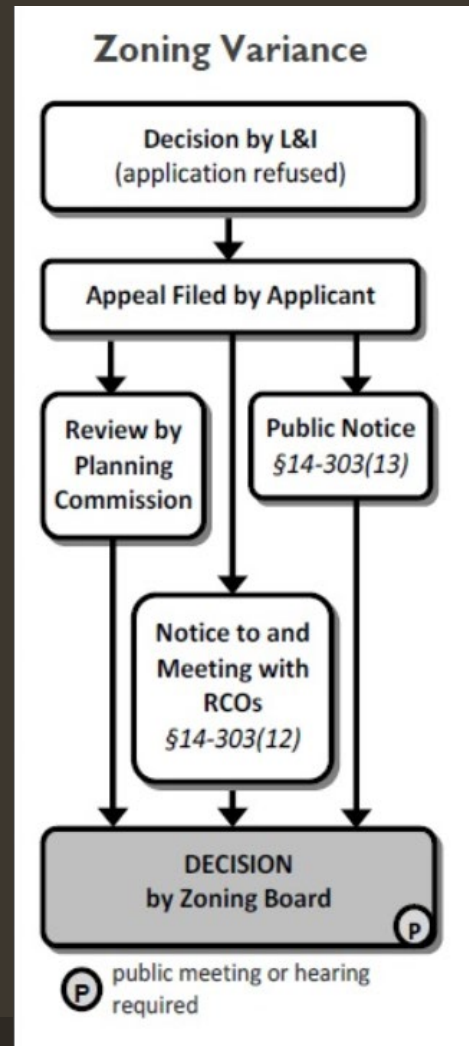 Zoning Variance
Decision by L&I
(application refused)
Appeal Filed by Applicant
Review by
Planning
Commission
Public Notice
§14-303(13)
Notice to and
Meeting with
RCOs
§14-303(12)
DECISION
by Zoning Board
P
P
public meeting or hearing
required